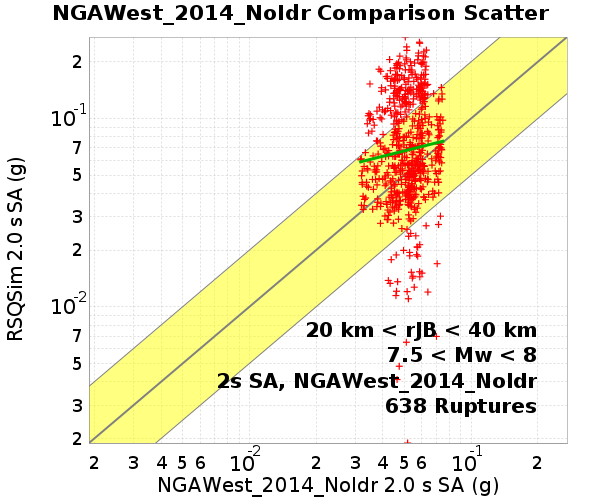 NGAWest_2014_NoIdr Comparison Scatter
RSQSim 2.0 s SA (g)
2
10-1
7
5
3
2
10-2
7
5
3
2
20 km < rJB < 40 km
7.5 < Mw < 8
2s SA, NGAWest_2014_NoIdr
638 Ruptures
2 3 4 5 6 10-2 2 3 4 5 6 10-1 2
NGAWest_2014_NoIdr 2.0 s SA (g)